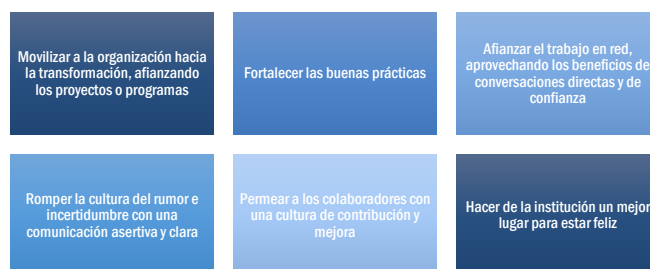 Movilizar a la organización hacia
la transformación, afianzando
los proyectos o programas
Fortalecer las buenas prácticas
Afianzar el trabajo en red,
aprovechando los beneficios de
conversaciones directas y de
confianza
Romper la cultura del rumor e
incertidumbre con una
comunicación asertiva y clara
Permear a los colaboradores con
una cultura de contribución y
mejora
Hacer de la institución un mejor
lugar para estar feliz